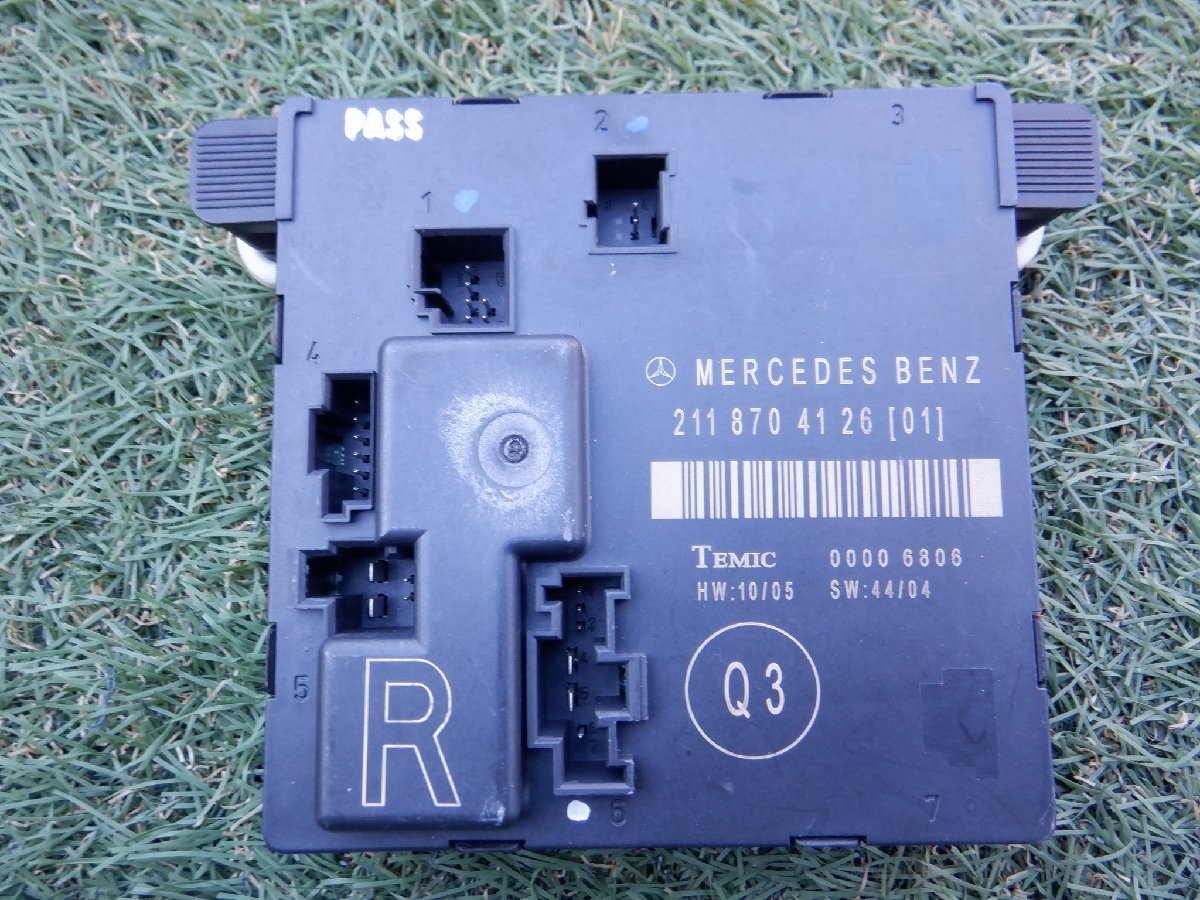 PASS
2
3
1
4
MERCEDES BENZ
211 870 41 26 [01]
TEMIC 0000 6806
HW:10/05 SW:44/04
Q3
5
R
6
7